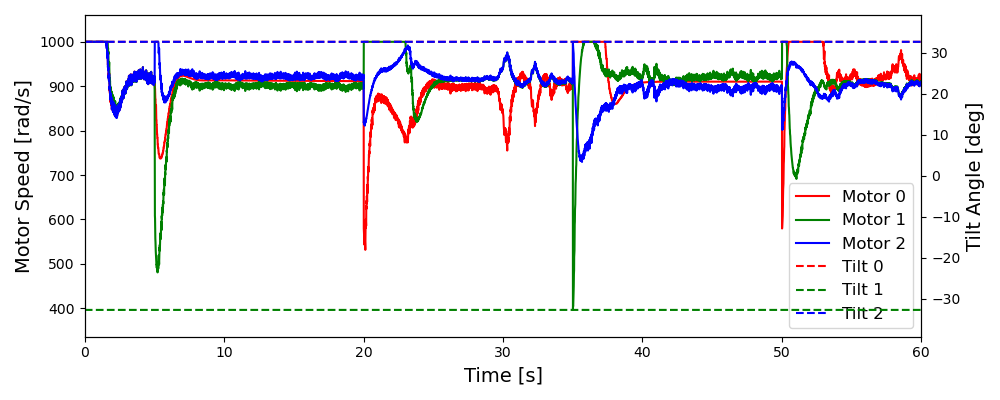 1000
900
800
700
600
500
400
Motor Speed [rad/s]
30
20
10
0
−10
−20
−30
Tilt Angle [deg]
Motor 0
Motor 1
Motor 2
Tilt 0
Tilt 1
Tilt 2
0 10 20 30 40 50 60
Time [s]